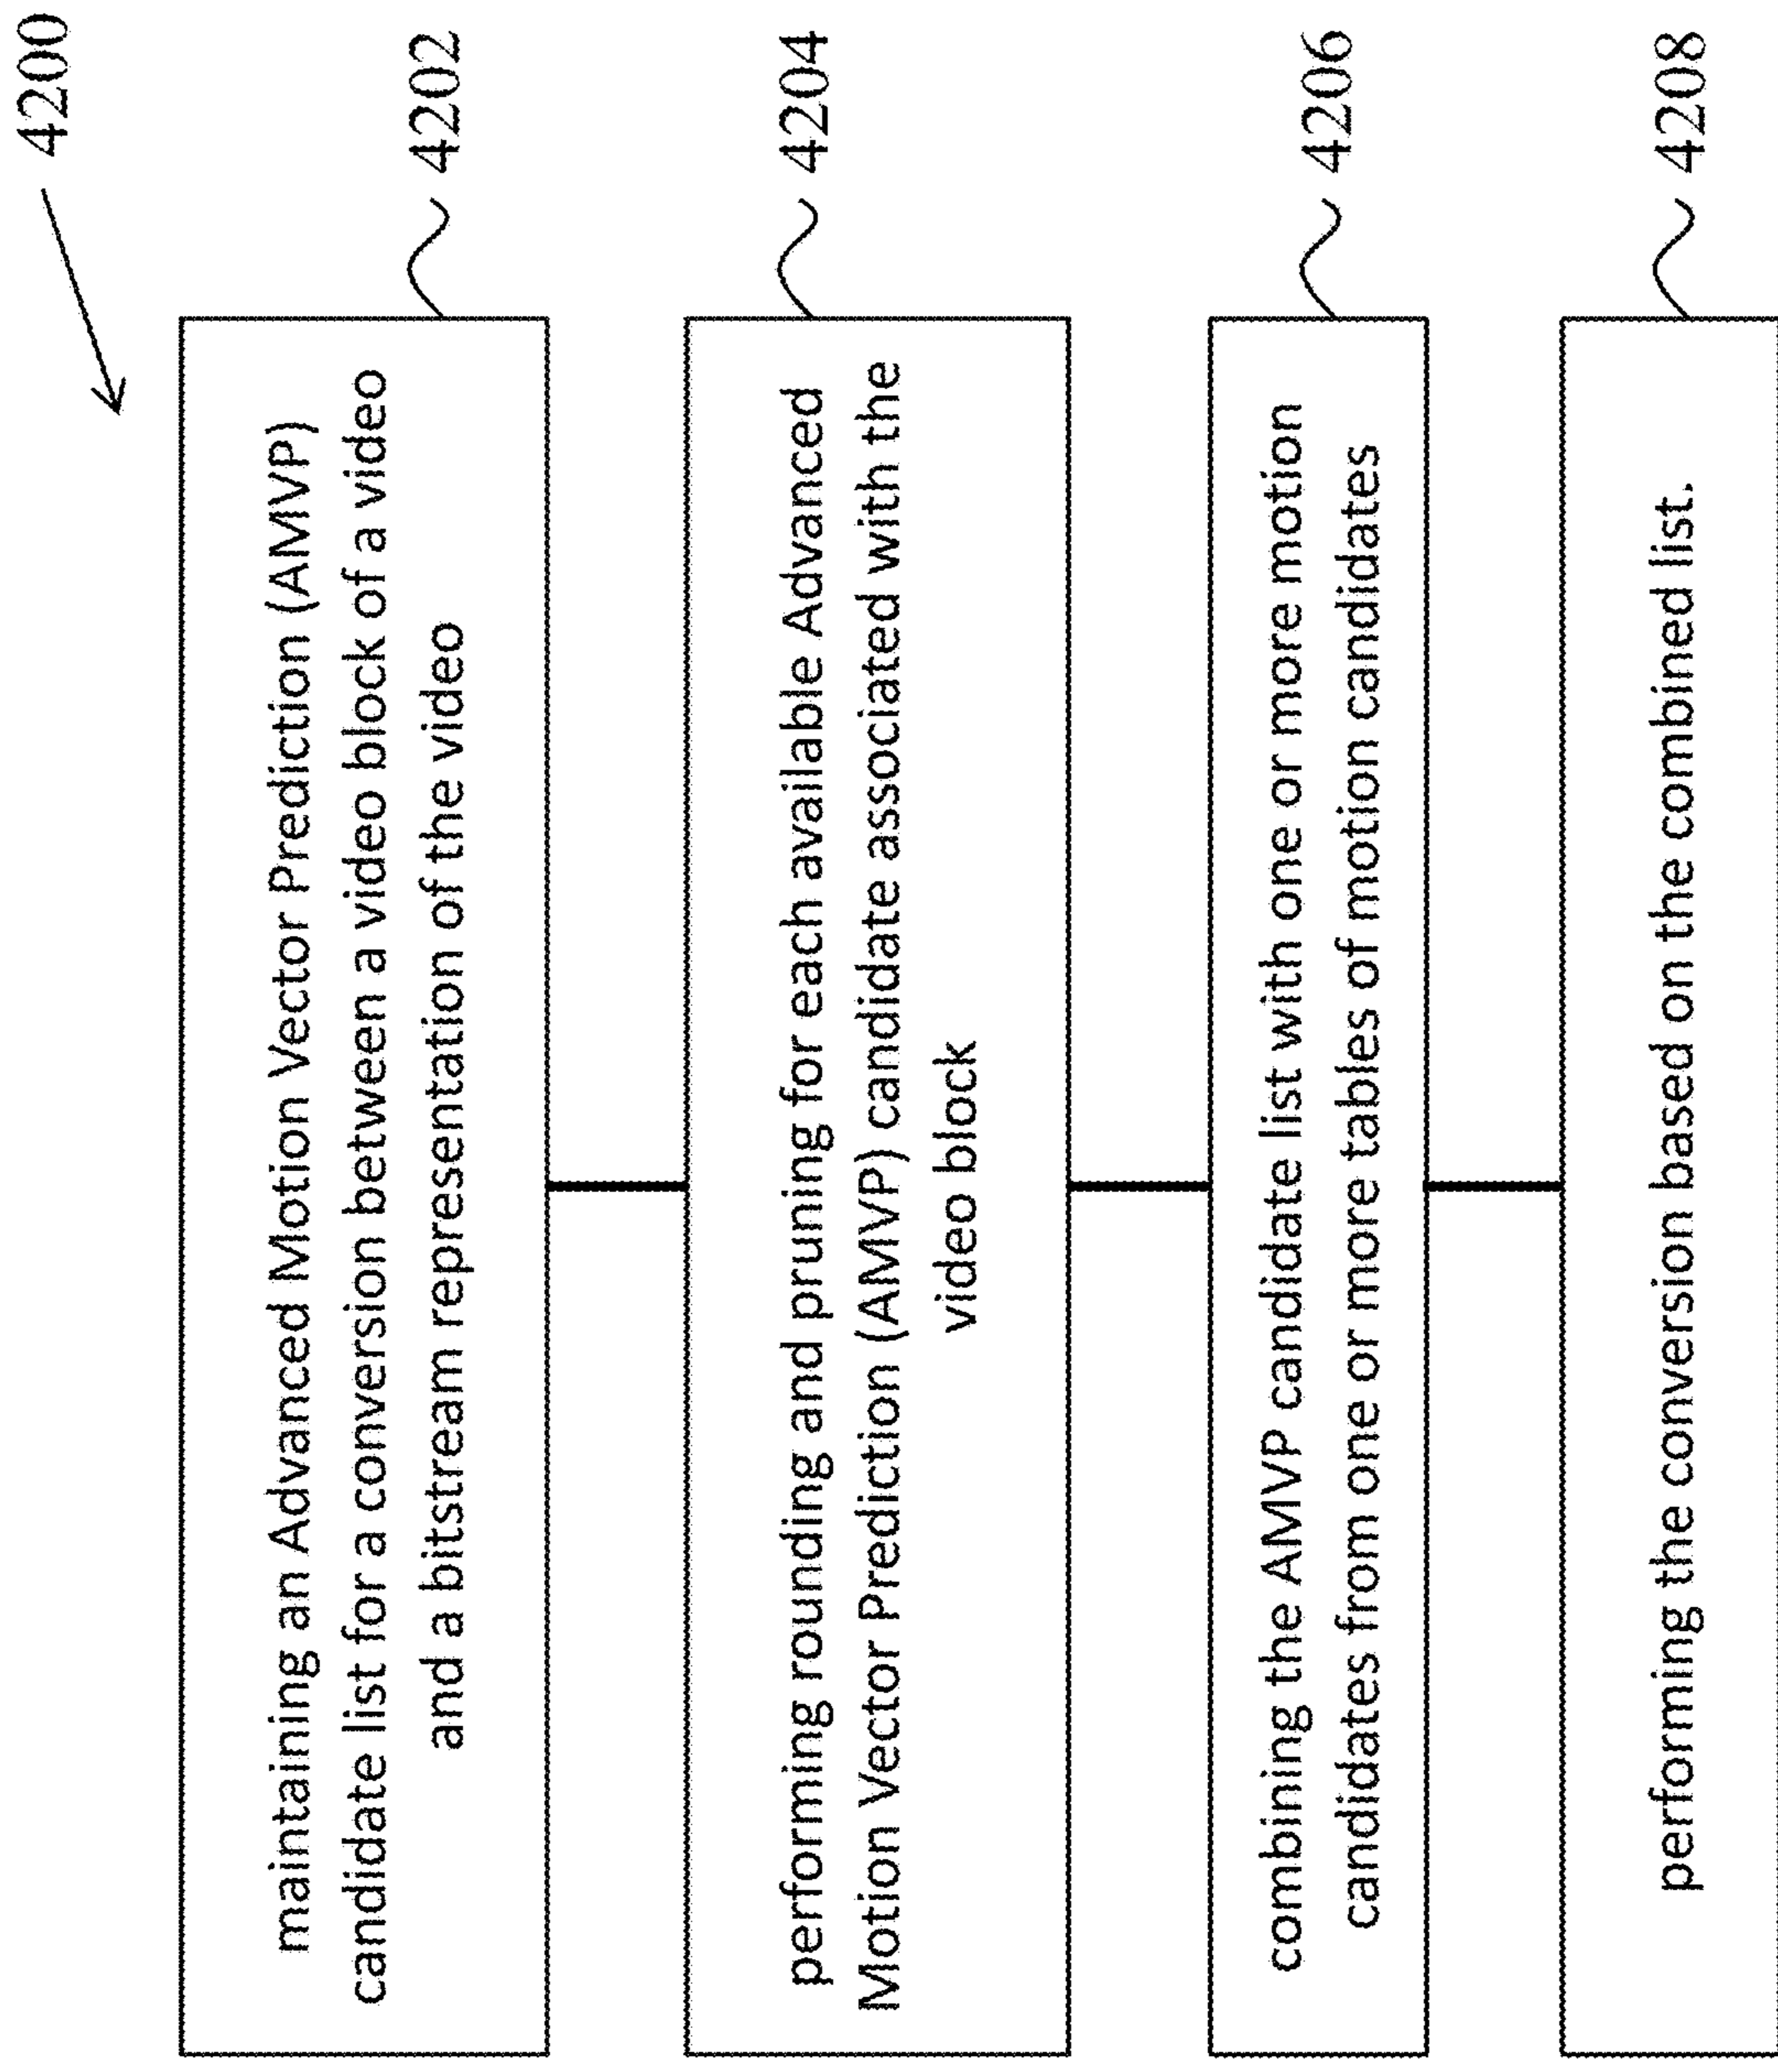 4200
maintaining an Advanced Motion Vector Prediction (AMVP)
candidate list for a conversion between a video block of a video
and a bitstream representation of the video
4202
performing rounding and pruning for each available Advanced
Motion Vector Prediction (AMVP) candidate associated with the
video block
4204
combining the AMVP candidate list with one or more motion
candidates from one or more tables of motion candidates
4206
performing the conversion based on the combined list.
4208